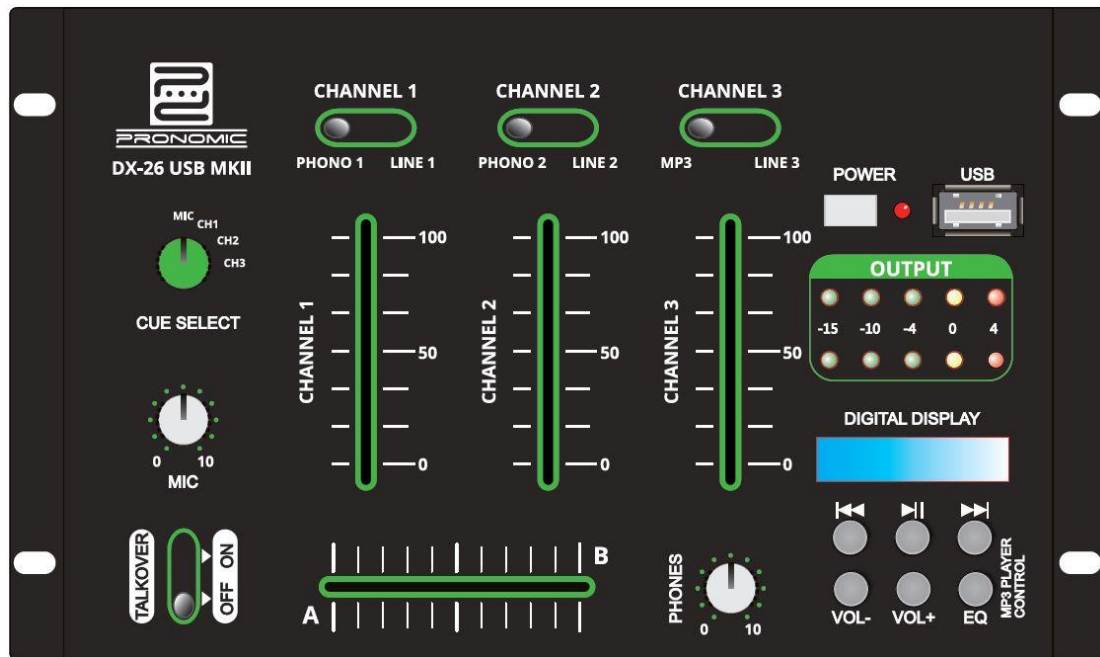 PRONOMIC
DX-26 USB MKII
CHANNEL 1
PHONO 1 LINE 1
CHANNEL 2
PHONO 2 LINE 2
CHANNEL 3
MP3 LINE 3
POWER
USB
MIC
CH1
CH2
CH3
CUE SELECT
0 10
MIC
TALKOVER
ON
OFF
CHANNEL 1
100
50
0
CHANNEL 2
100
50
0
CHANNEL 3
100
50
0
OUTPUT
-15 -10 -4 0 4
DIGITAL DISPLAY
VOL- VOL+ EQ
MP3 PLAYER
CONTROL
A
B
PHONES
0 10